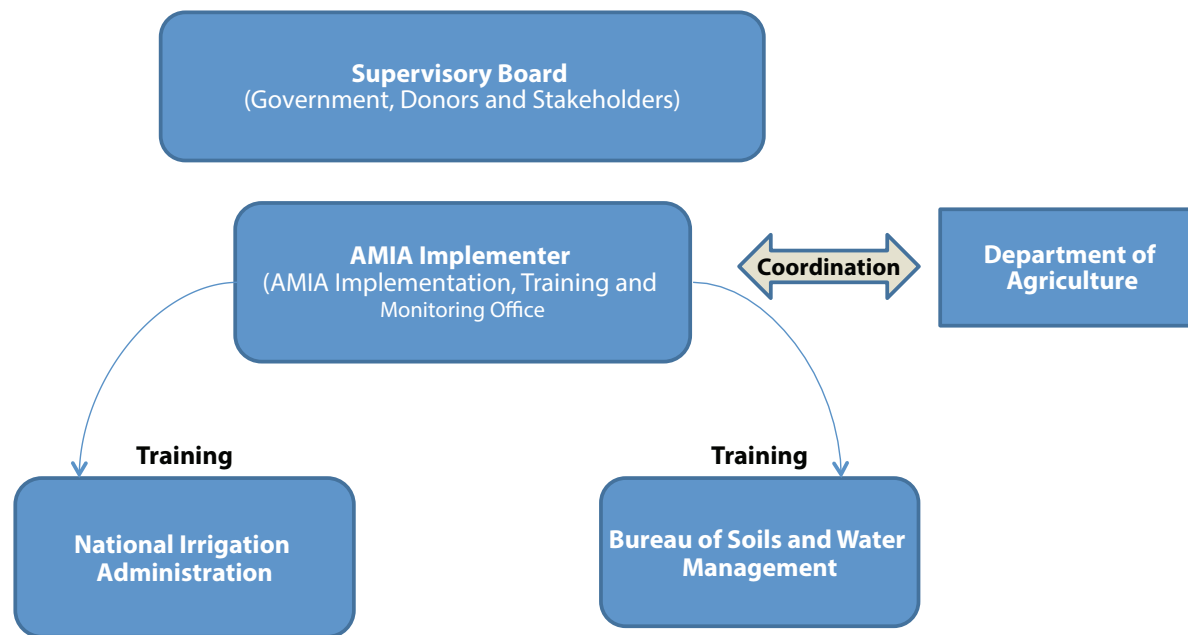 Supervisory Board
(Government, Donors and Stakeholders)
AMIA Implementer
(AMIA Implementation, Training and
Monitoring Office
Coordination
Department of
Agriculture
Training
Training
National Irrigation
Administration
Bureau of Soils and Water
Management